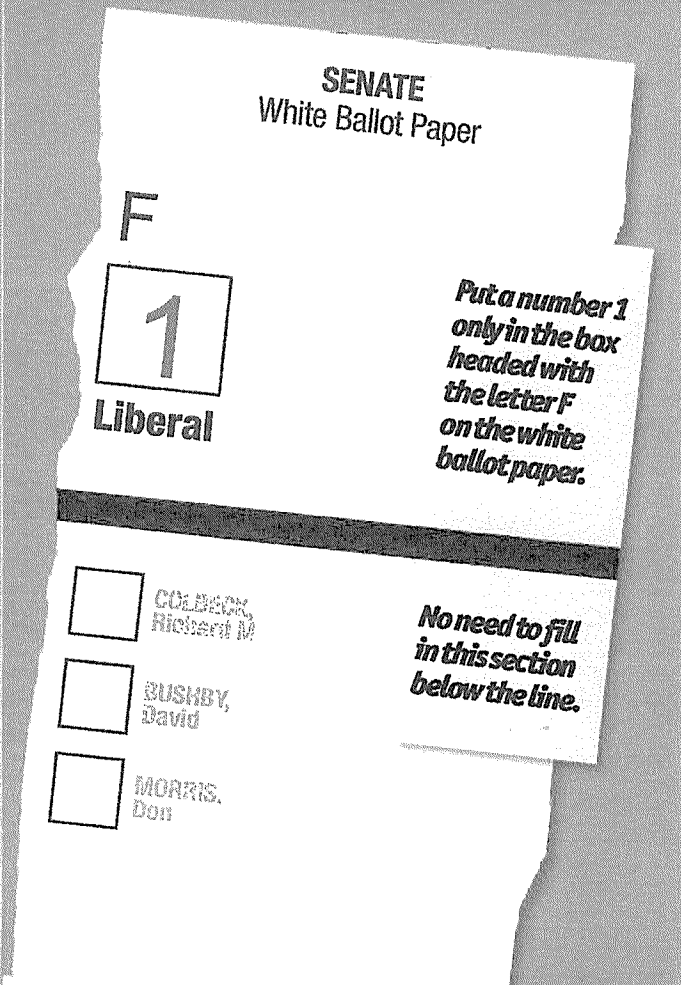 SENATE
White Ballot Paper
F
1
Liberal
Put a number 1
only in the box
headed with
the letter F
on the white
ballot paper.
COLBECK,
Richard M
BUSHBY,
David
MORRIS,
Don
No need to fill
in this section
below the line.